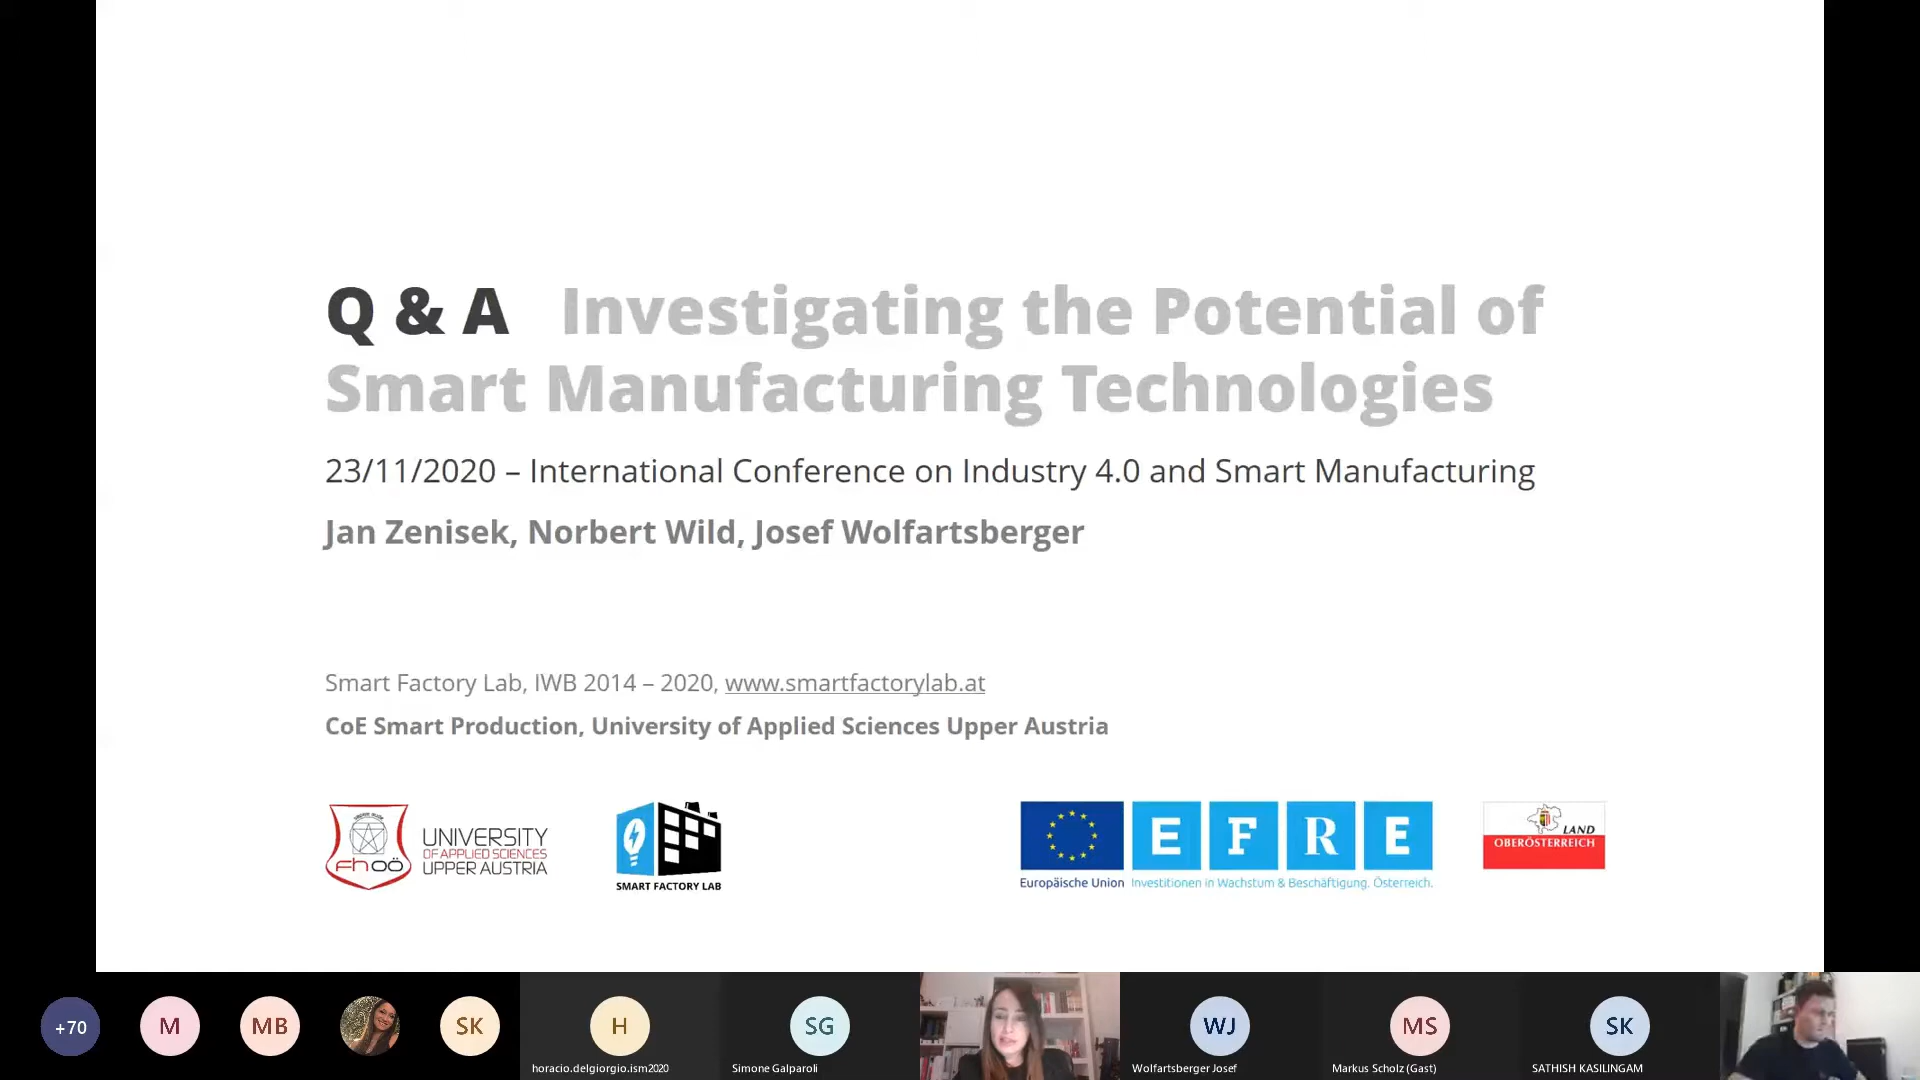 Q & A Investigating the Potential of
Smart Manufacturing Technologies
23/11/2020 – International Conference on Industry 4.0 and Smart Manufacturing
Jan Zenisek, Norbert Wild, Josef Wolfartsberger
Smart Factory Lab, IWB 2014 – 2020, www.smartfactorylab.at
CoE Smart Production, University of Applied Sciences Upper Austria
fhoö
UNIVERSITY
OF APPLIED SCIENCES
UPPER AUSTRIA
SMART FACTORY LAB
EFRE
Europäische Union Investitionen in Wachstum & Beschäftigung. Österreich.
LAND
OBERÖSTERREICH
+70
M
MB
SK
H
SG
WJ
MS
SK
horacio.delgiorgio.ism2020
Simone Galparoli
Wolfartsberger Josef
Markus Scholz (Gast)
SATHISH KASILINGAM